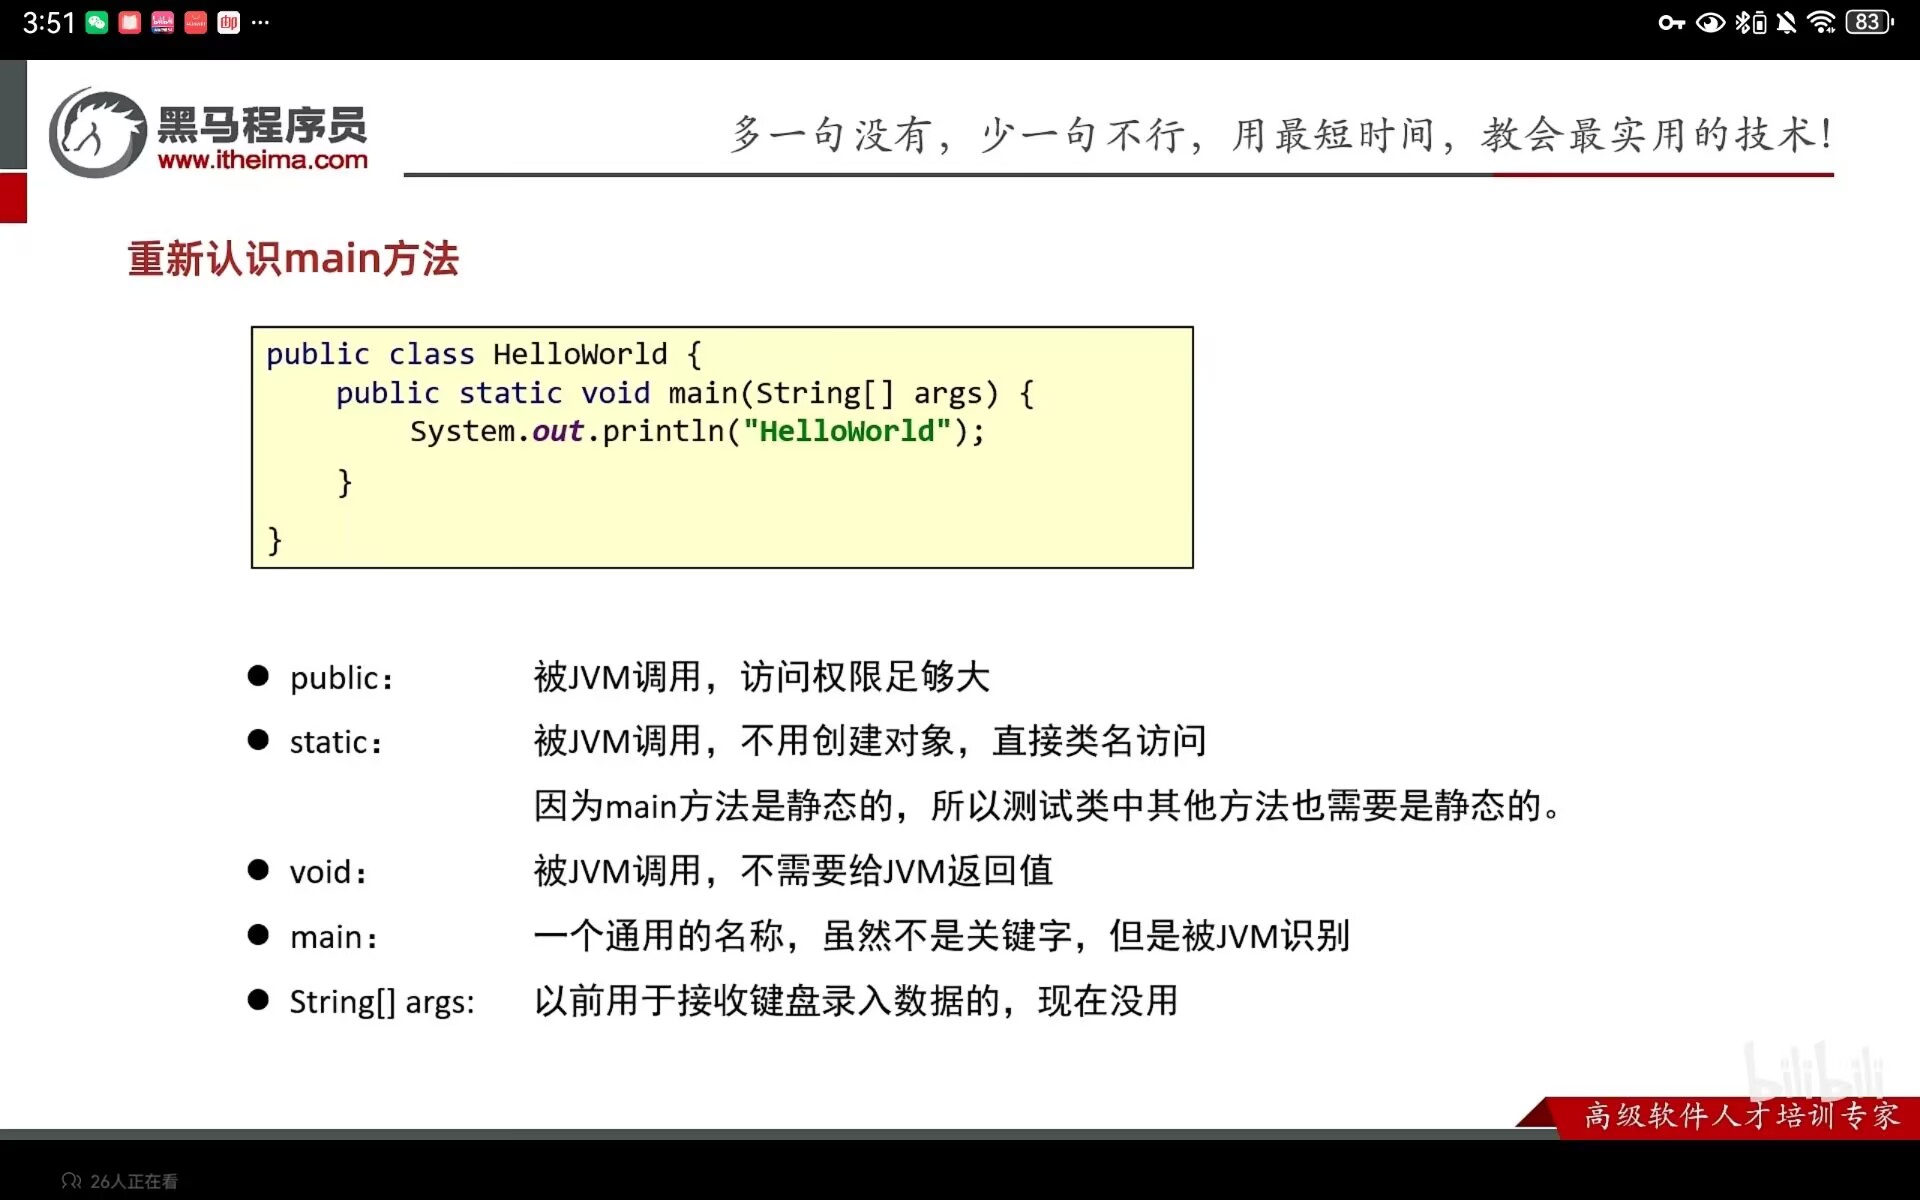 3:51
83
黑马程序员
www.itheima.com
多一句没有，少一句不行，用最短时间，教会最实用的技术！
重新认识main方法
public class HelloWorld {
    public static void main(String[] args) {
        System.out.println("HelloWorld");
    }
}
● public： 被JVM调用，访问权限足够大
● static： 被JVM调用，不用创建对象，直接类名访问
因为main方法是静态的，所以测试类中其他方法也需要是静态的。
● void： 被JVM调用，不需要给JVM返回值
● main： 一个通用的名称，虽然不是关键字，但是被JVM识别
● String[] args: 以前用于接收键盘录入数据的，现在没用
bilibili
高级软件人才培训专家
26人正在看